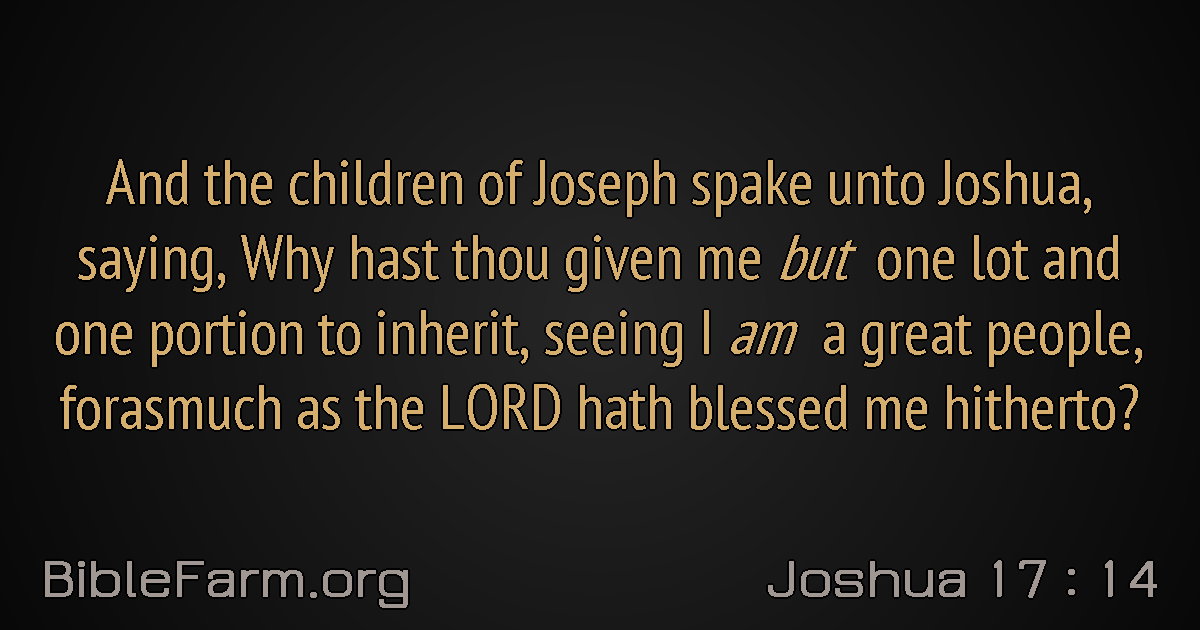 And the children of Joseph spake unto Joshua,
saying, Why hast thou given me but one lot and
one portion to inherit, seeing I am a great people,
forasmuch as the LORD hath blessed me hitherto?
BibleFarm.org
Joshua 17 : 14